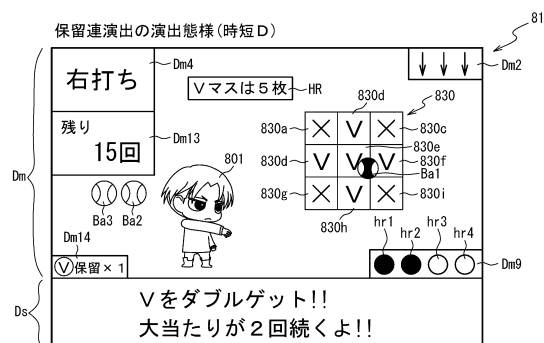 保留連演出の演出態様(時短D)
81
右打ち
Dm4
Vマスは5枚
HR
↓ ↓ ↓
Dm2
残り
15回
Dm13
830d
830
830a
× V ×
830c
830e
Dm
801
830d
V V V
830f
Ba1
830g
× V ×
830i
830h
Ba3 Ba2
hr1 hr2 hr3 hr4
Dm14
V保留×1
Dm9
Ds
Vをダブルゲット!!
大当たりが2回続くよ!!